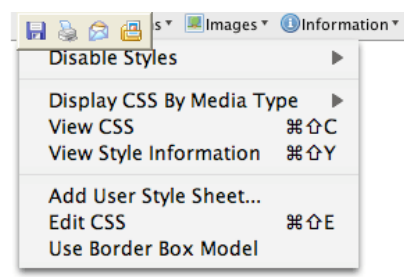 s Images Information
Disable Styles
Display CSS By Media Type
View CSS ⌘⇧C
View Style Information ⌘⇧Y
Add User Style Sheet...
Edit CSS ⌘⇧E
Use Border Box Model